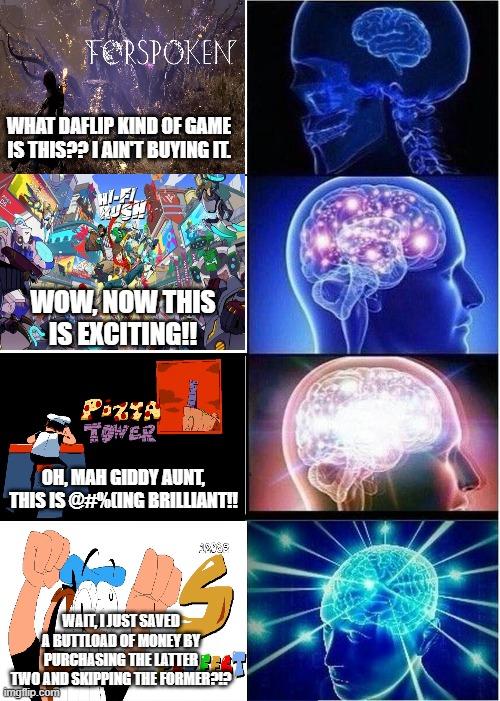 FORSPOKEN
WHAT DAFLIP KIND OF GAME
IS THIS?? I AIN'T BUYING IT.
HI-FI
RUSH
WOW, NOW THIS
IS EXCITING!!
PIZZA
TOWER
OH, MAH GIDDY AUNT,
THIS IS @#%(ING BRILLIANT!!
WAIT, I JUST SAVED
A BUTTLOAD OF MONEY BY
PURCHASING THE LATTER
TWO AND SKIPPING THE FORMER?!?
imgflip.com